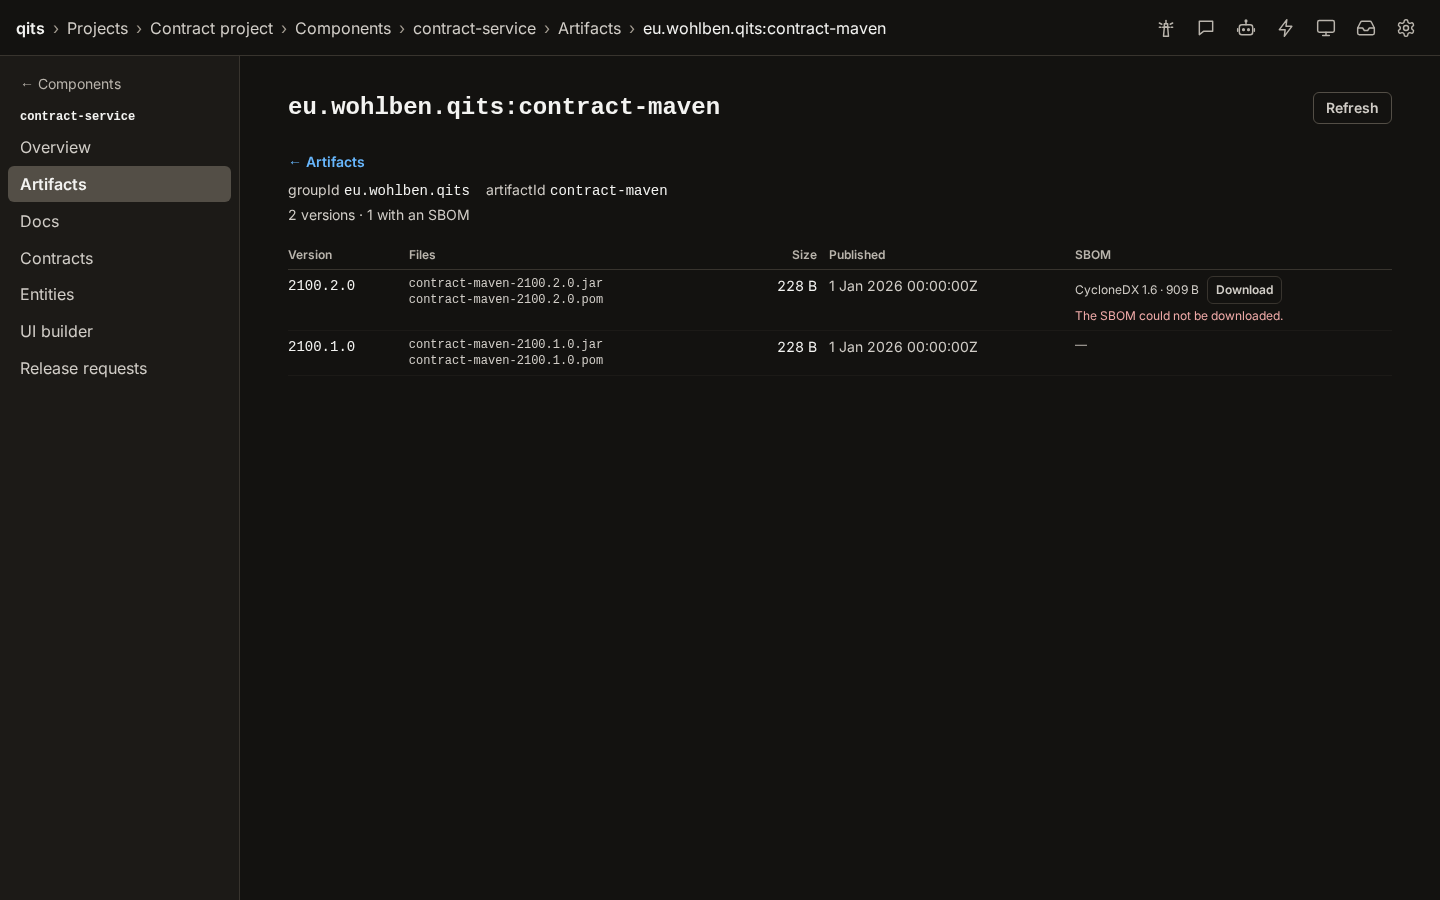 qits › Projects › Contract project › Components › contract-service › Artifacts › eu.wohlben.qits:contract-maven
← Components
contract-service
Overview
Artifacts
Docs
Contracts
Entities
UI builder
Release requests
eu.wohlben.qits:contract-maven
Refresh
← Artifacts
groupId eu.wohlben.qits artifactId contract-maven
2 versions · 1 with an SBOM
Version Files Size Published SBOM
2100.2.0 contract-maven-2100.2.0.jar 228 B 1 Jan 2026 00:00:00Z CycloneDX 1.6 · 909 B Download
contract-maven-2100.2.0.pom
The SBOM could not be downloaded.
2100.1.0 contract-maven-2100.1.0.jar 228 B 1 Jan 2026 00:00:00Z —
contract-maven-2100.1.0.pom